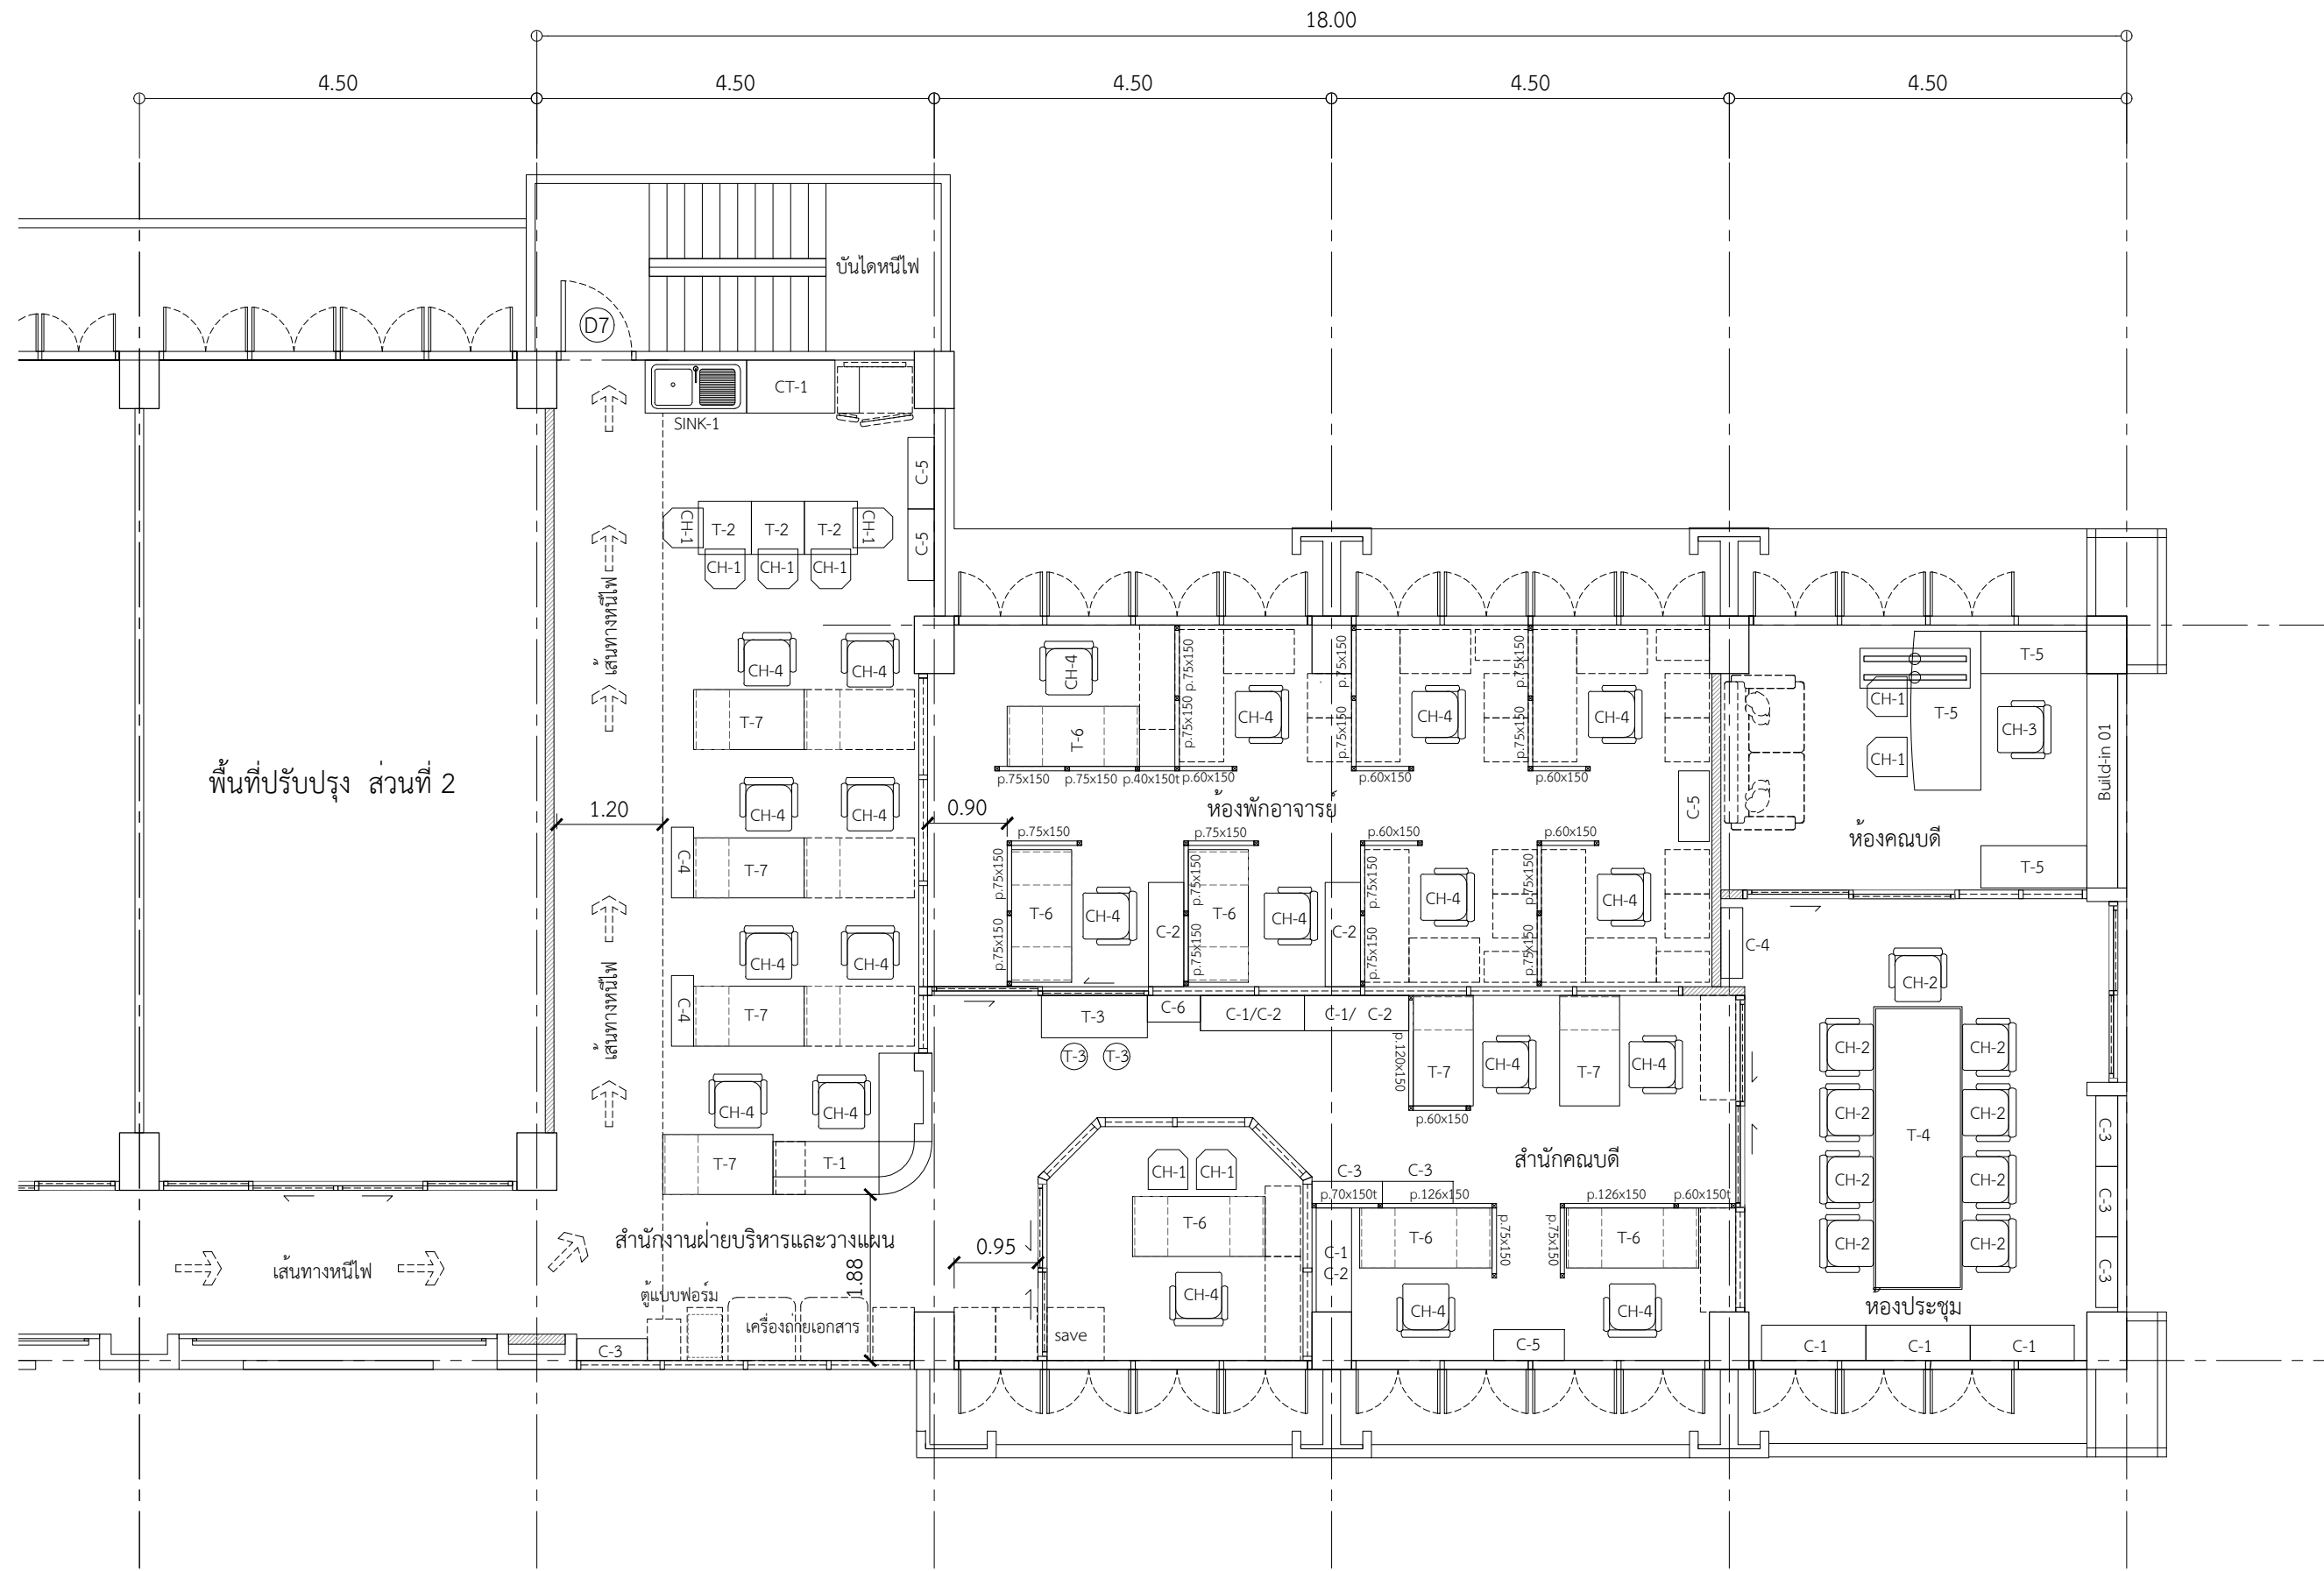 18.00
4.50
4.50
4.50
4.50
4.50
บันไดหนีไฟ
D7
CT-1
SINK-1
C-5
C-5
CH-1
T-2
T-2
T-2
CH-1
CH-1
CH-1
CH-1
เส้นทางหนีไฟ
CH-4
CH-4
T-7
CH-4
CH-4
C-4
T-7
CH-4
CH-4
C-4
T-7
เส้นทางหนีไฟ
CH-4
CH-4
T-7
T-1
พื้นที่ปรับปรุง ส่วนที่ 2
1.20
0.90
CH-4
T-6
p.75x150
p.75x150
p.75x150
p.75x150
p.40x150t
p.60x150
CH-4
p.75x150
p.75x150
p.60x150
CH-4
p.75x150
p.75x150
p.60x150
CH-4
ห้องพักอาจารย์
C-5
p.75x150
p.75x150
p.75x150
T-6
CH-4
C-2
p.75x150
p.75x150
p.75x150
T-6
CH-4
C-2
p.60x150
p.75x150
p.75x150
CH-4
p.60x150
p.75x150
p.75x150
CH-4
T-5
CH-1
T-5
CH-3
CH-1
Build-in 01
ห้องคณบดี
T-5
C-4
T-3
C-6
C-1/C-2
C-1/ C-2
T-3
T-3
p.120x150
T-7
CH-4
T-7
CH-4
p.60x150
สำนักคณบดี
CH-2
CH-2
CH-2
CH-2
CH-2
T-4
CH-2
CH-2
CH-2
CH-2
C-3
C-3
C-3
ห้องประชุม
C-1
C-1
C-1
CH-1
CH-1
T-6
CH-4
C-3
C-3
p.70x150t
p.126x150
p.126x150
p.60x150t
C-1
C-2
T-6
p.75x150
p.75x150
T-6
CH-4
CH-4
C-5
สำนักงานฝ่ายบริหารและวางแผน
0.95
1.88
เส้นทางหนีไฟ
ตู้แบบฟอร์ม
เครื่องถ่ายเอกสาร
save
C-3